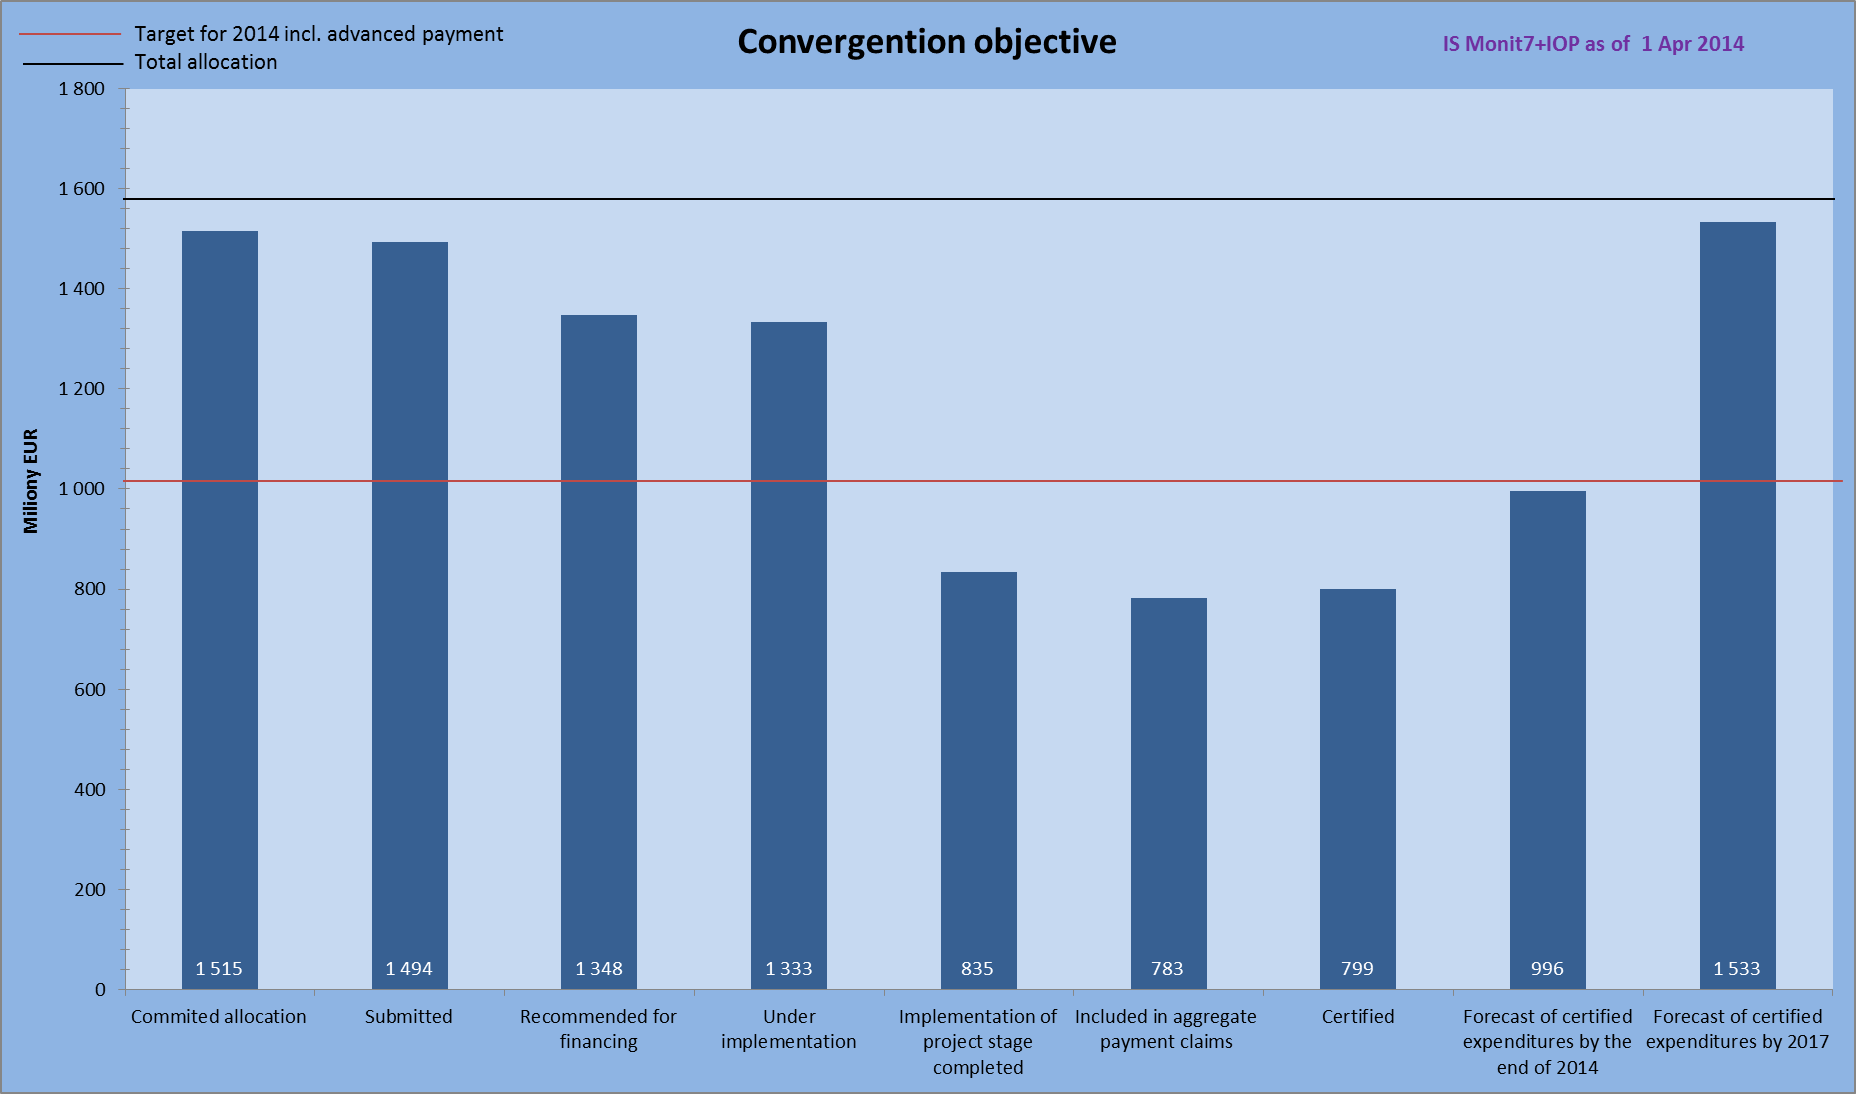 Target for 2014 incl. advanced payment
Total allocation
Convergention objective
IS Monit7+IOP as of 1 Apr 2014
Miliony EUR
1 800
1 600
1 400
1 200
1 000
800
600
400
200
0
1 515
1 494
1 348
1 333
835
783
799
996
1 533
Commited allocation
Submitted
Recommended for
financing
Under
implementation
Implementation of
project stage
completed
Included in aggregate
payment claims
Certified
Forecast of certified
expenditures by the
end of 2014
Forecast of certified
expenditures by 2017